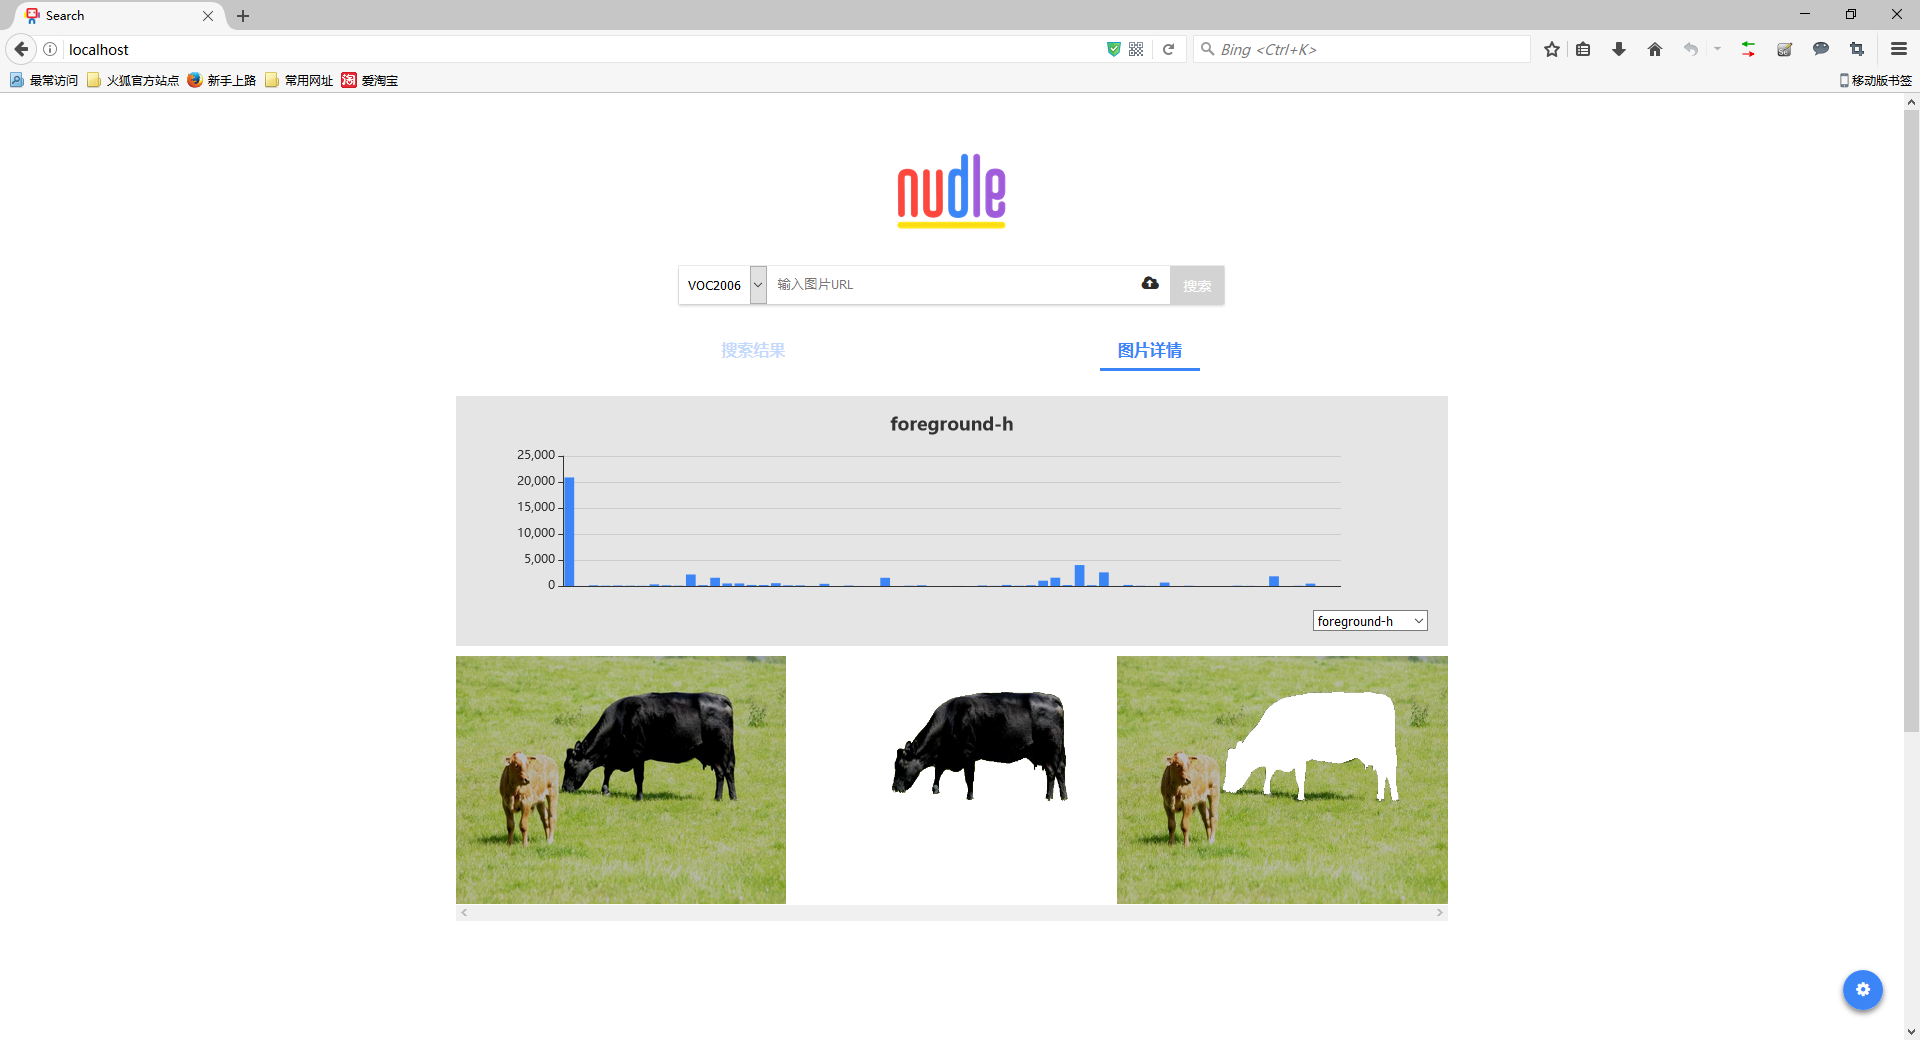 Search
localhost
Bing <Ctrl+K>
最常访问 火狐官方站点 新手上路 淘 常用网址 爱淘宝
移动版书签
nudle
VOC2006 输入图片URL 搜索
搜索结果 图片详情
foreground-h
25,000
20,000
15,000
10,000
5,000
0
foreground-h